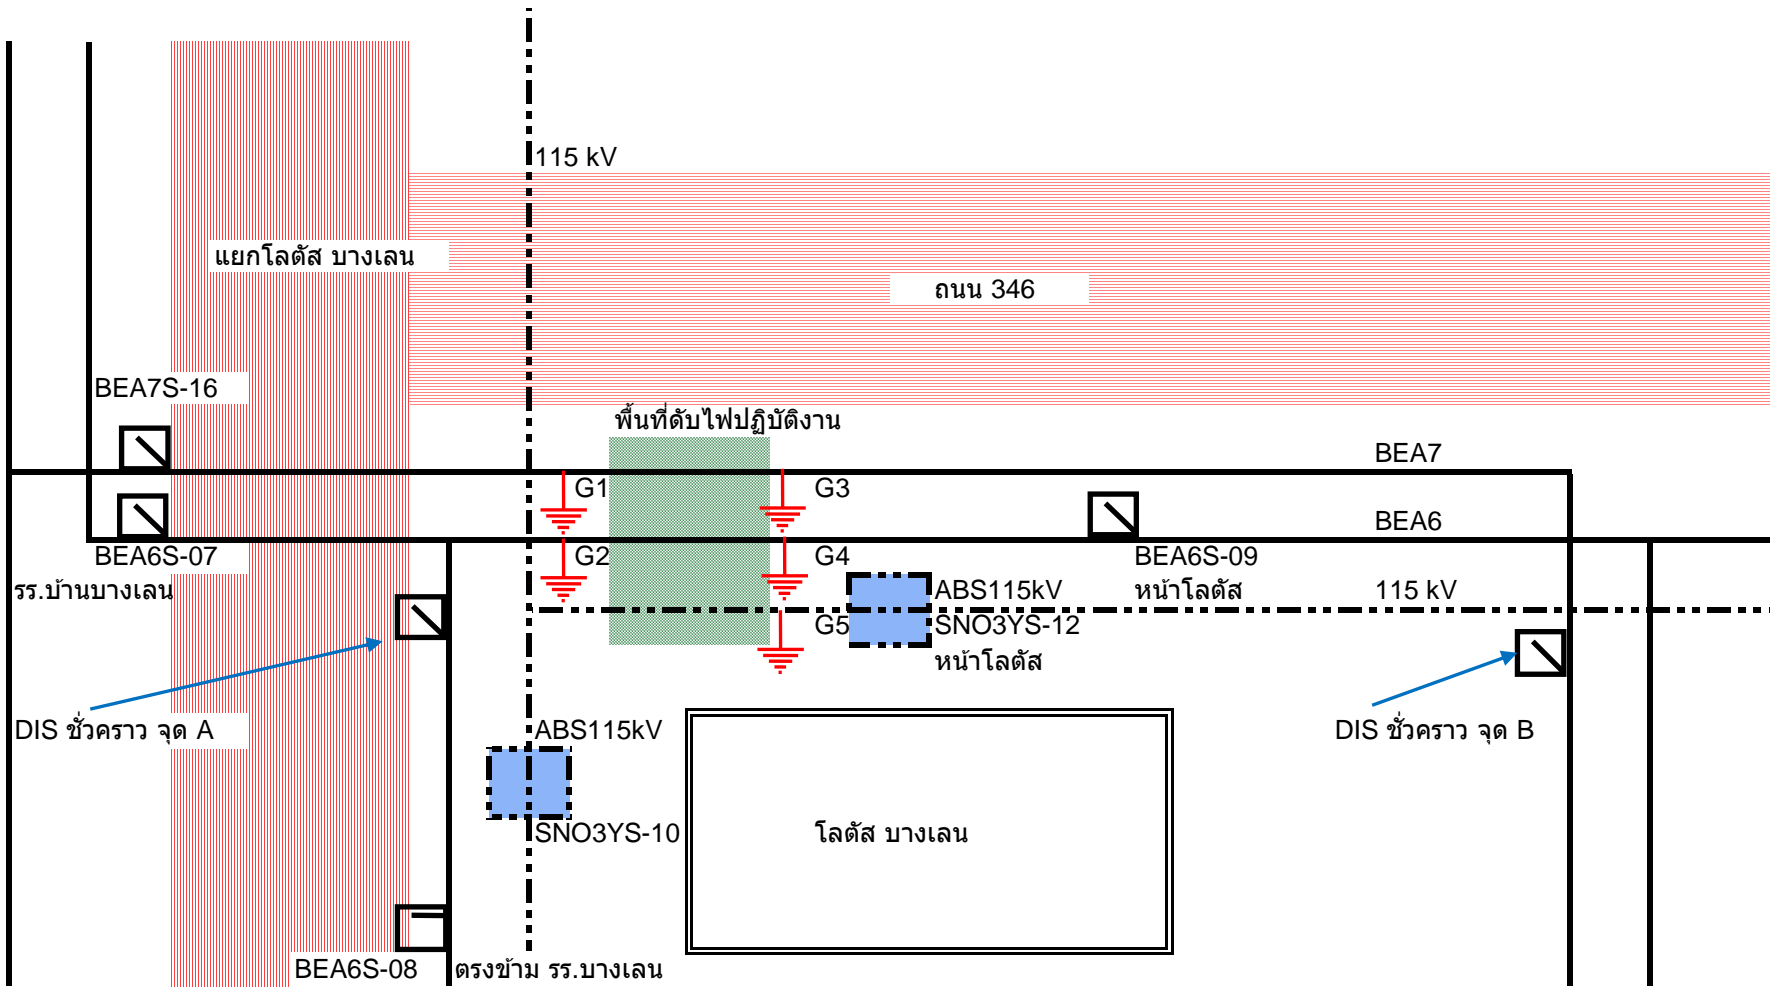 115 kV
แยกโลตัส บางเลน
ถนน 346
BEA7S-16
พื้นที่ดับไฟปฏิบัติงาน
BEA7
G1
G3
BEA6
BEA6S-07
G2
G4
BEA6S-09
รร.บ้านบางเลน
ABS115kV
หน้าโลตัส
115 kV
G5
SNO3YS-12
หน้าโลตัส
DIS ชั่วคราว จุด A
ABS115kV
DIS ชั่วคราว จุด B
SNO3YS-10
โลตัส บางเลน
BEA6S-08
ตรงข้าม รร.บางเลน